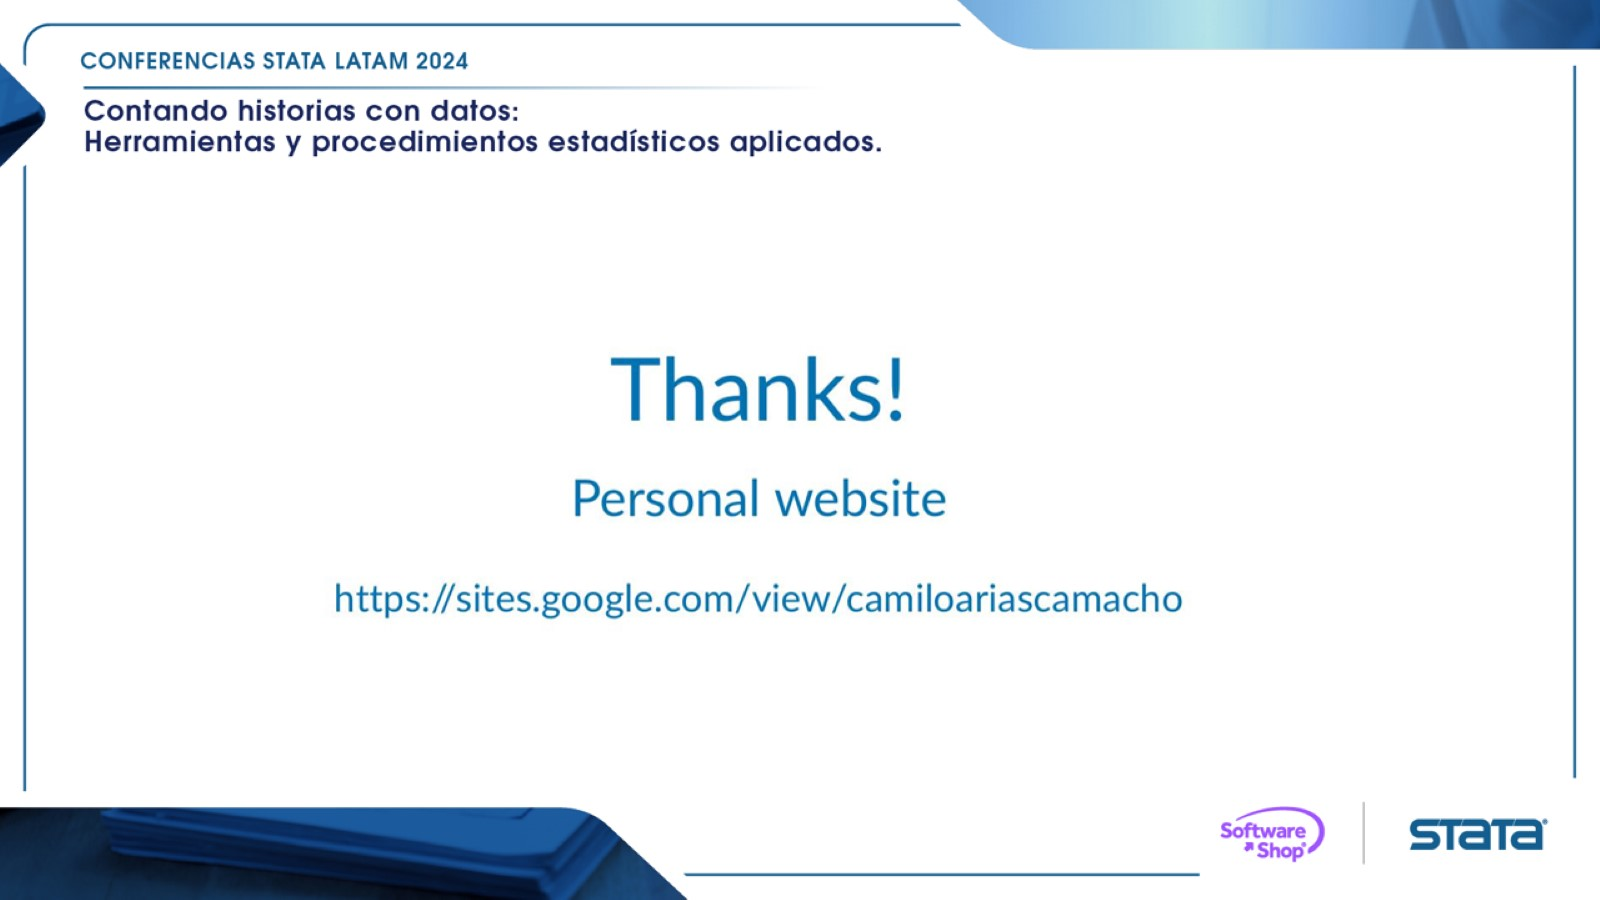 CONFERENCIAS STATA LATAM 2024
Contando historias con datos:
Herramientas y procedimientos estadísticos aplicados.
Thanks!
Personal website
https://sites.google.com/view/camiloariascamacho
Software
Shop
STATA®